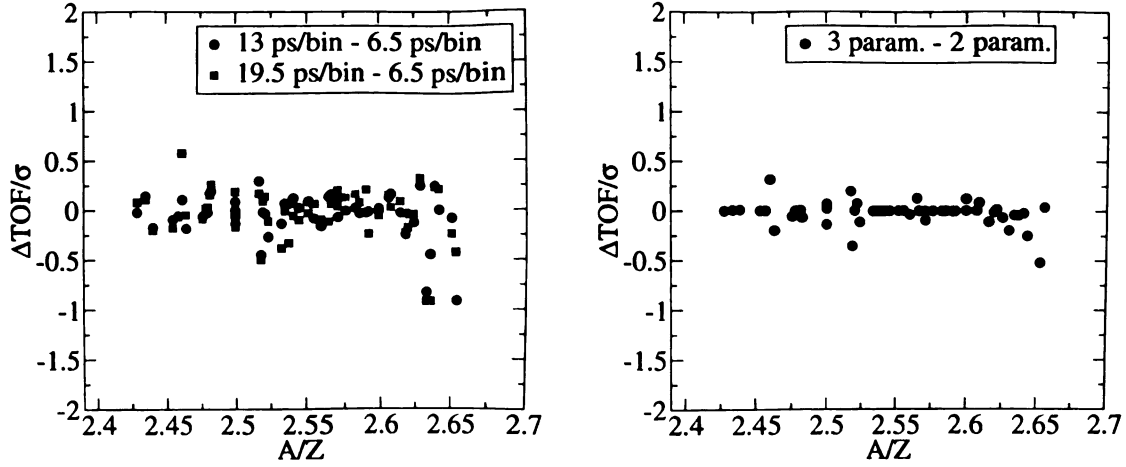 2
1.5
1
0.5
0
-0.5
-1
-1.5
-2
ΔTOF/σ
13 ps/bin - 6.5 ps/bin
19.5 ps/bin - 6.5 ps/bin
2.4 2.45 2.5 2.55 2.6 2.65 2.7
A/Z
2
1.5
1
0.5
0
-0.5
-1
-1.5
-2
ΔTOF/σ
3 param. - 2 param.
2.4 2.45 2.5 2.55 2.6 2.65 2.7
A/Z